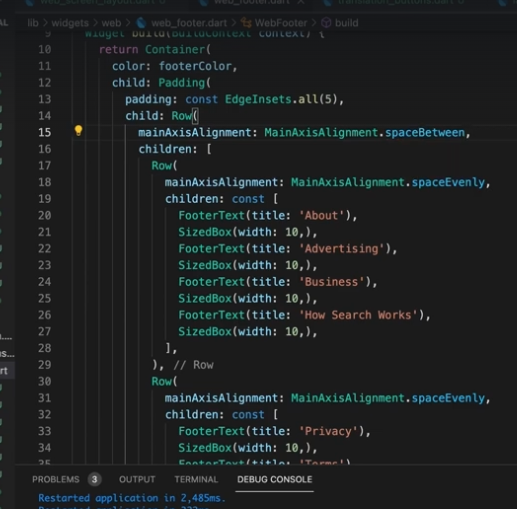 web_screen_layout.dart U
web_footer.dart U
translation_buttons.dart U
lib > widgets > web > web_footer.dart > WebFooter > build
9 Widget build(BuildContext context) {
10 return Container(
11 color: footerColor,
12 child: Padding(
13 padding: const EdgeInsets.all(5),
14 child: Row(
15 mainAxisAlignment: MainAxisAlignment.spaceBetween,
16 children: [
17 Row(
18 mainAxisAlignment: MainAxisAlignment.spaceEvenly,
19 children: const [
20 FooterText(title: 'About'),
21 SizedBox(width: 10,),
22 FooterText(title: 'Advertising'),
23 SizedBox(width: 10,),
24 FooterText(title: 'Business'),
25 SizedBox(width: 10,),
26 FooterText(title: 'How Search Works'),
27 SizedBox(width: 10,),
28 ],
29 ), // Row
30 Row(
31 mainAxisAlignment: MainAxisAlignment.spaceEvenly,
32 children: const [
33 FooterText(title: 'Privacy'),
34 SizedBox(width: 10,),
35 FooterText(title: 'Terms'),
PROBLEMS 3 OUTPUT TERMINAL DEBUG CONSOLE
Restarted application in 2,485ms.